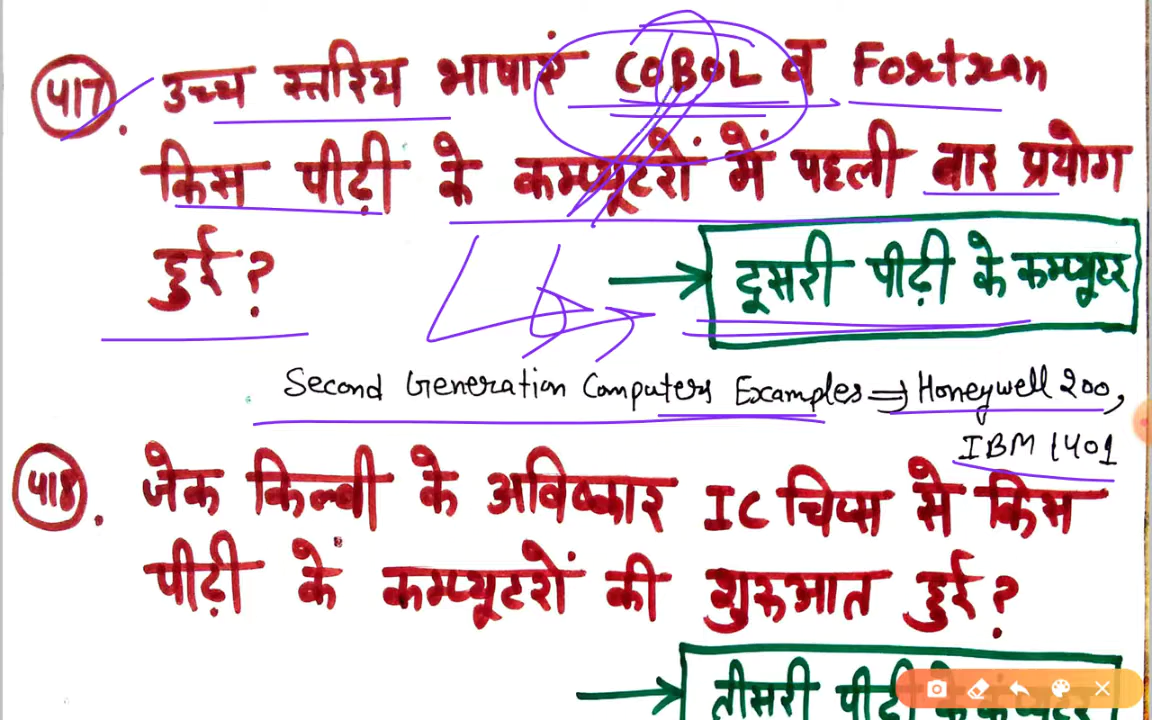 417. उच्च स्तरिय भाषाएं COBOL व Fortran
किस पीढ़ी के कम्प्यूटरों में पहली बार प्रयोग
हुई?
→ दूसरी पीढ़ी के कम्प्यूटर
Second Generation Computers Examples ⇒ Honeywell 200,
IBM 1401
418. जेक किल्बी के अविष्कार IC चिप्स से किस
पीढ़ी के कम्प्यूटरों की शुरुआत हुई?
→ तीसरी पीढ़ी के कंप्यूटर